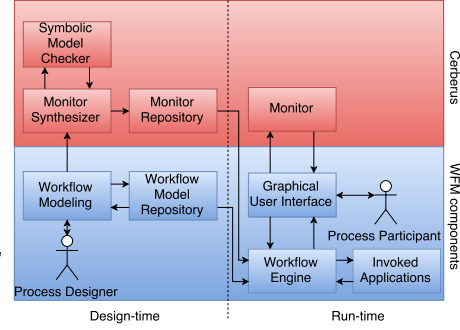 Symbolic
Model
Checker
Monitor
Synthesizer
Monitor
Repository
Monitor
Cerberus
Workflow
Modeling
Workflow
Model
Repository
Graphical
User Interface
Process Participant
Workflow
Engine
Invoked
Applications
WFM components
Process Designer
Design-time
Run-time